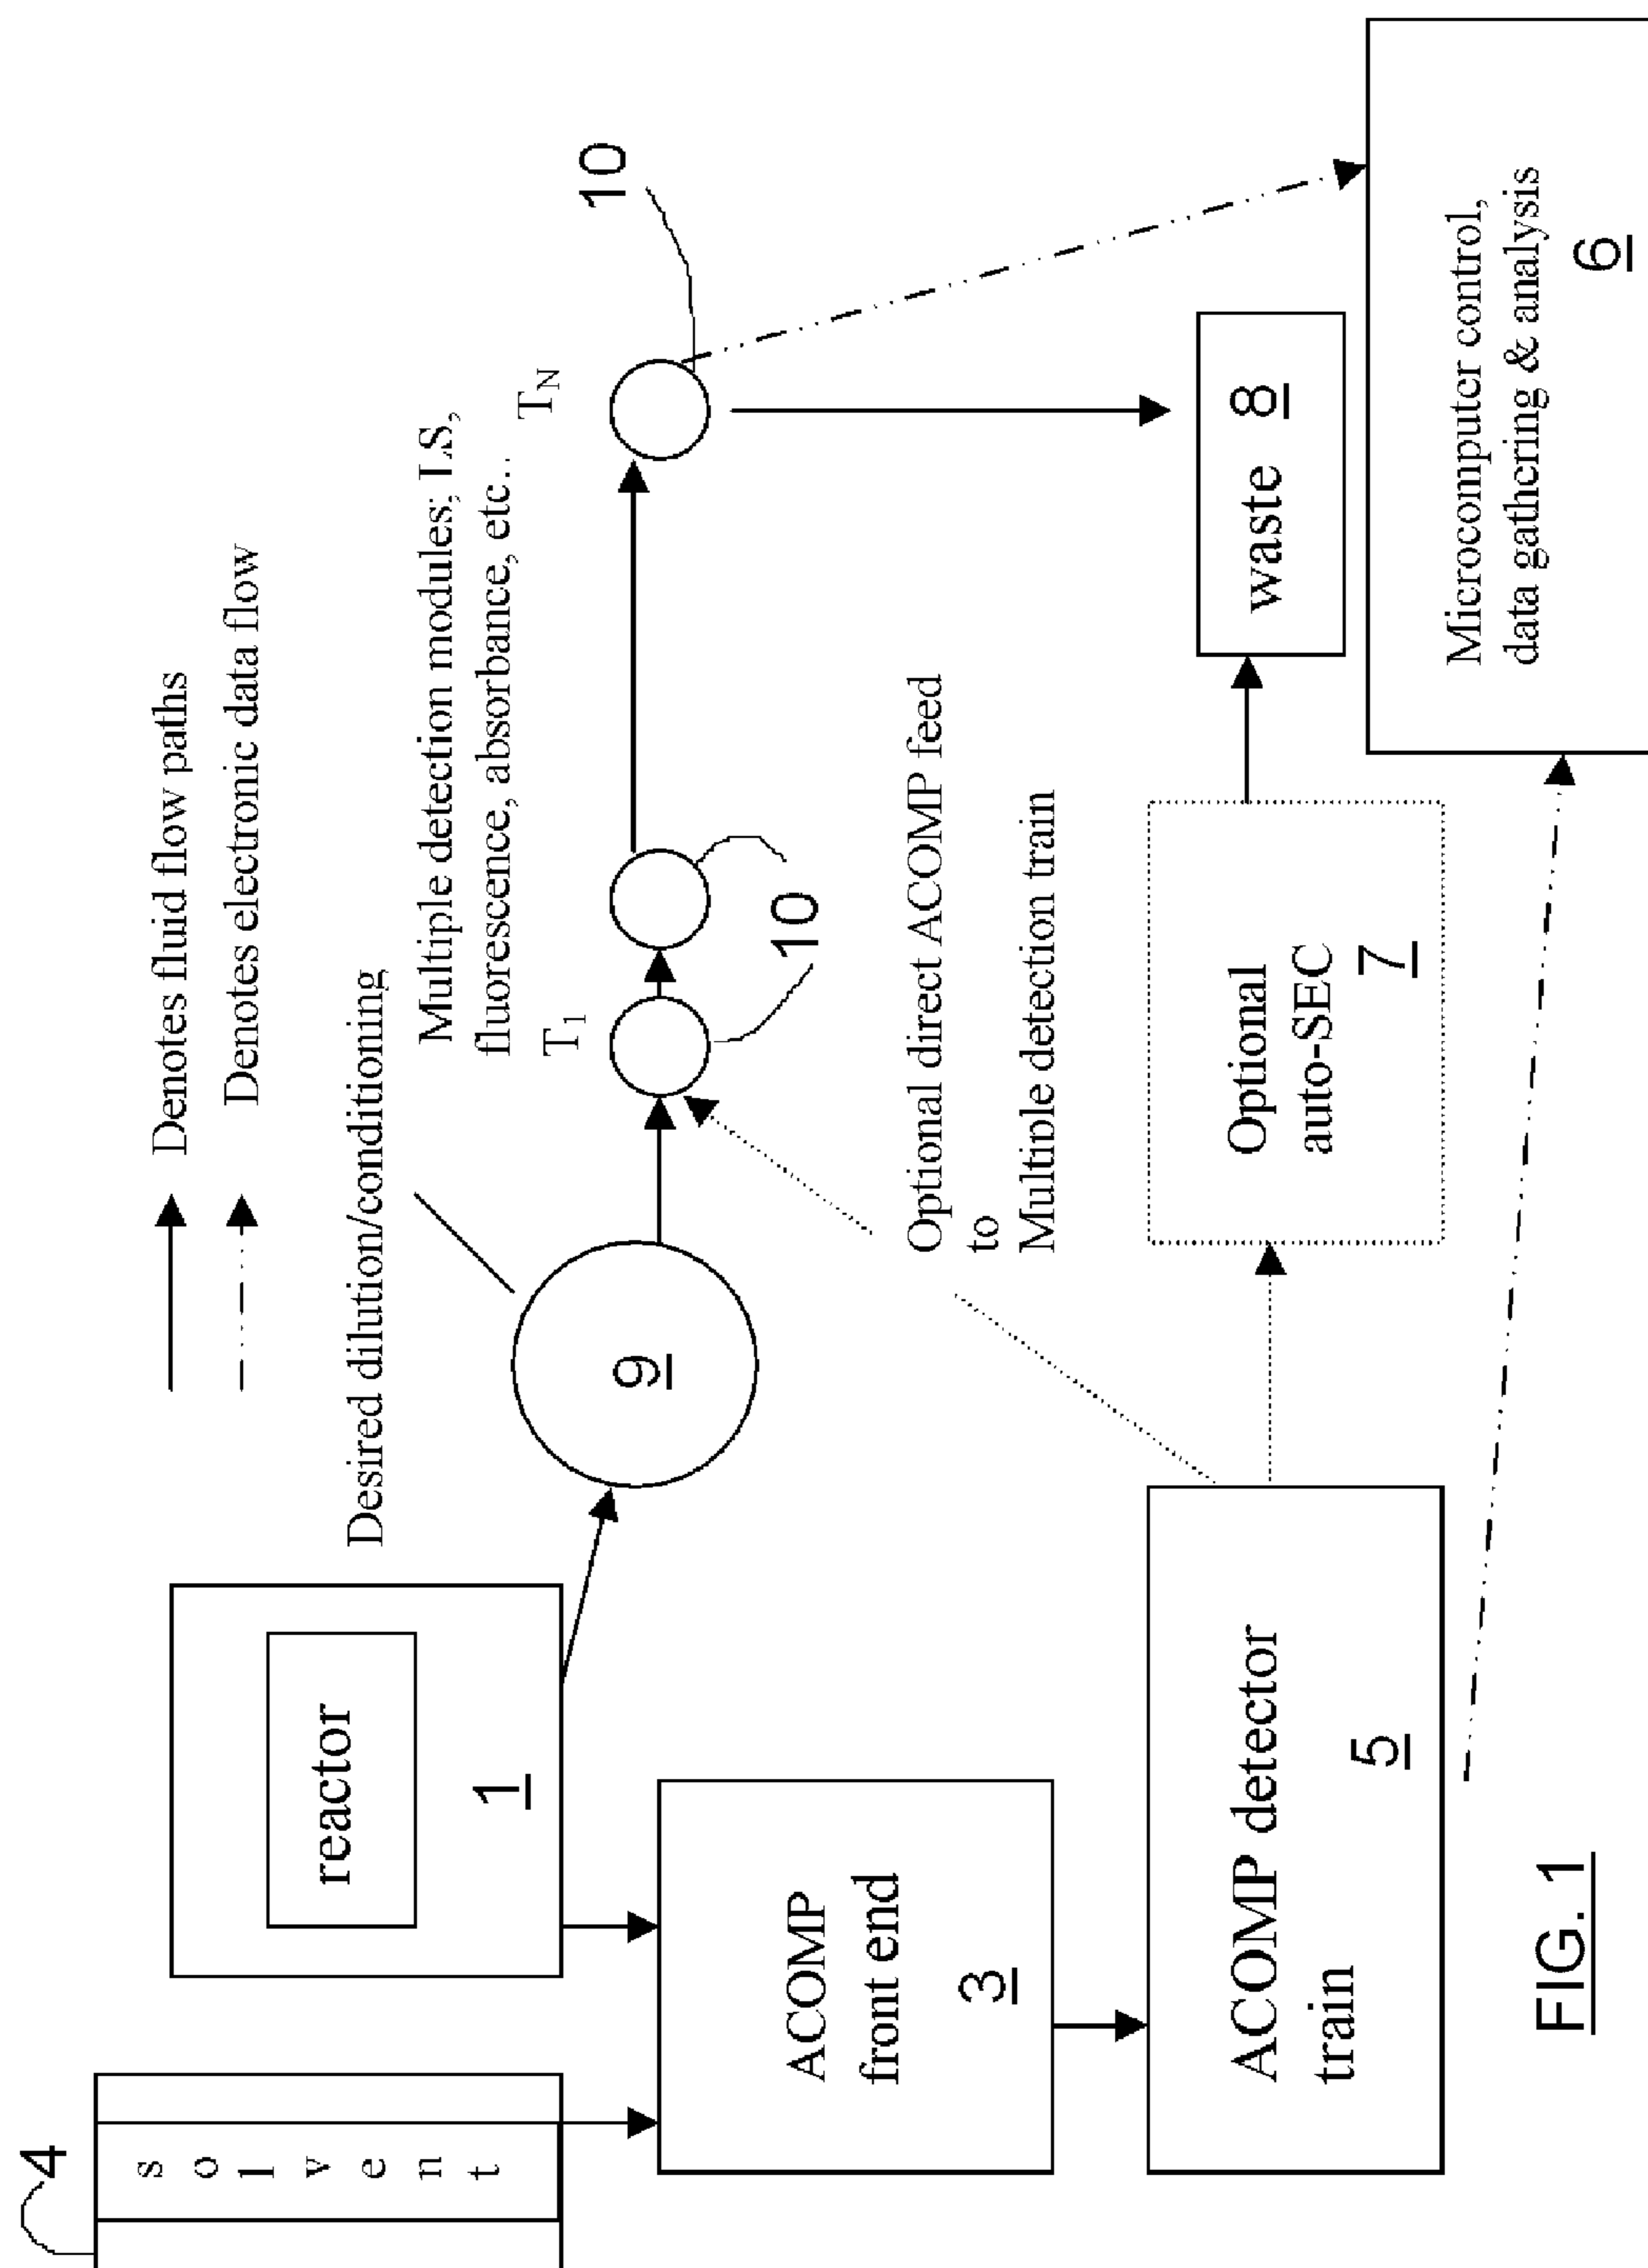 Denotes fluid flow paths
Denotes electronic data flow
4
s
o
l
v
e
n
t
reactor
1
Desired dilution/conditioning
9
Multiple detection modules; LS,
fluorescence, absorbance, etc..
T1
TN
10
10
ACOMP
front end
3
Optional direct ACOMP feed
to
Multiple detection train
ACOMP detector
train
5
Optional
auto-SEC
7
waste 8
Microcomputer control,
data gathering & analysis
6
FIG. 1